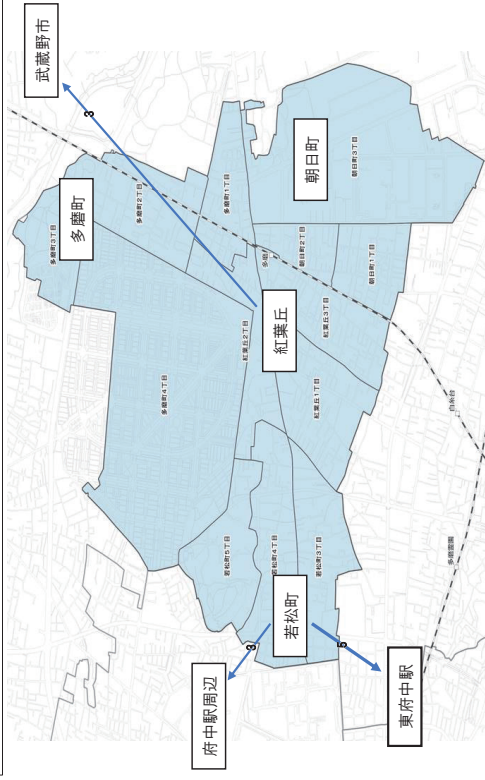 武蔵野市
3
多磨町
多磨町3丁目
多磨町2丁目
多磨町1丁目
朝日町
朝日町3丁目
多磨町4丁目
紅葉丘2丁目
多磨
朝日町2丁目
紅葉丘
紅葉丘3丁目
朝日町1丁目
紅葉丘1丁目
若松町5丁目
若松町4丁目
若松町3丁目
白糸台
若松町
3
5
府中駅周辺
東府中駅
多磨霊園